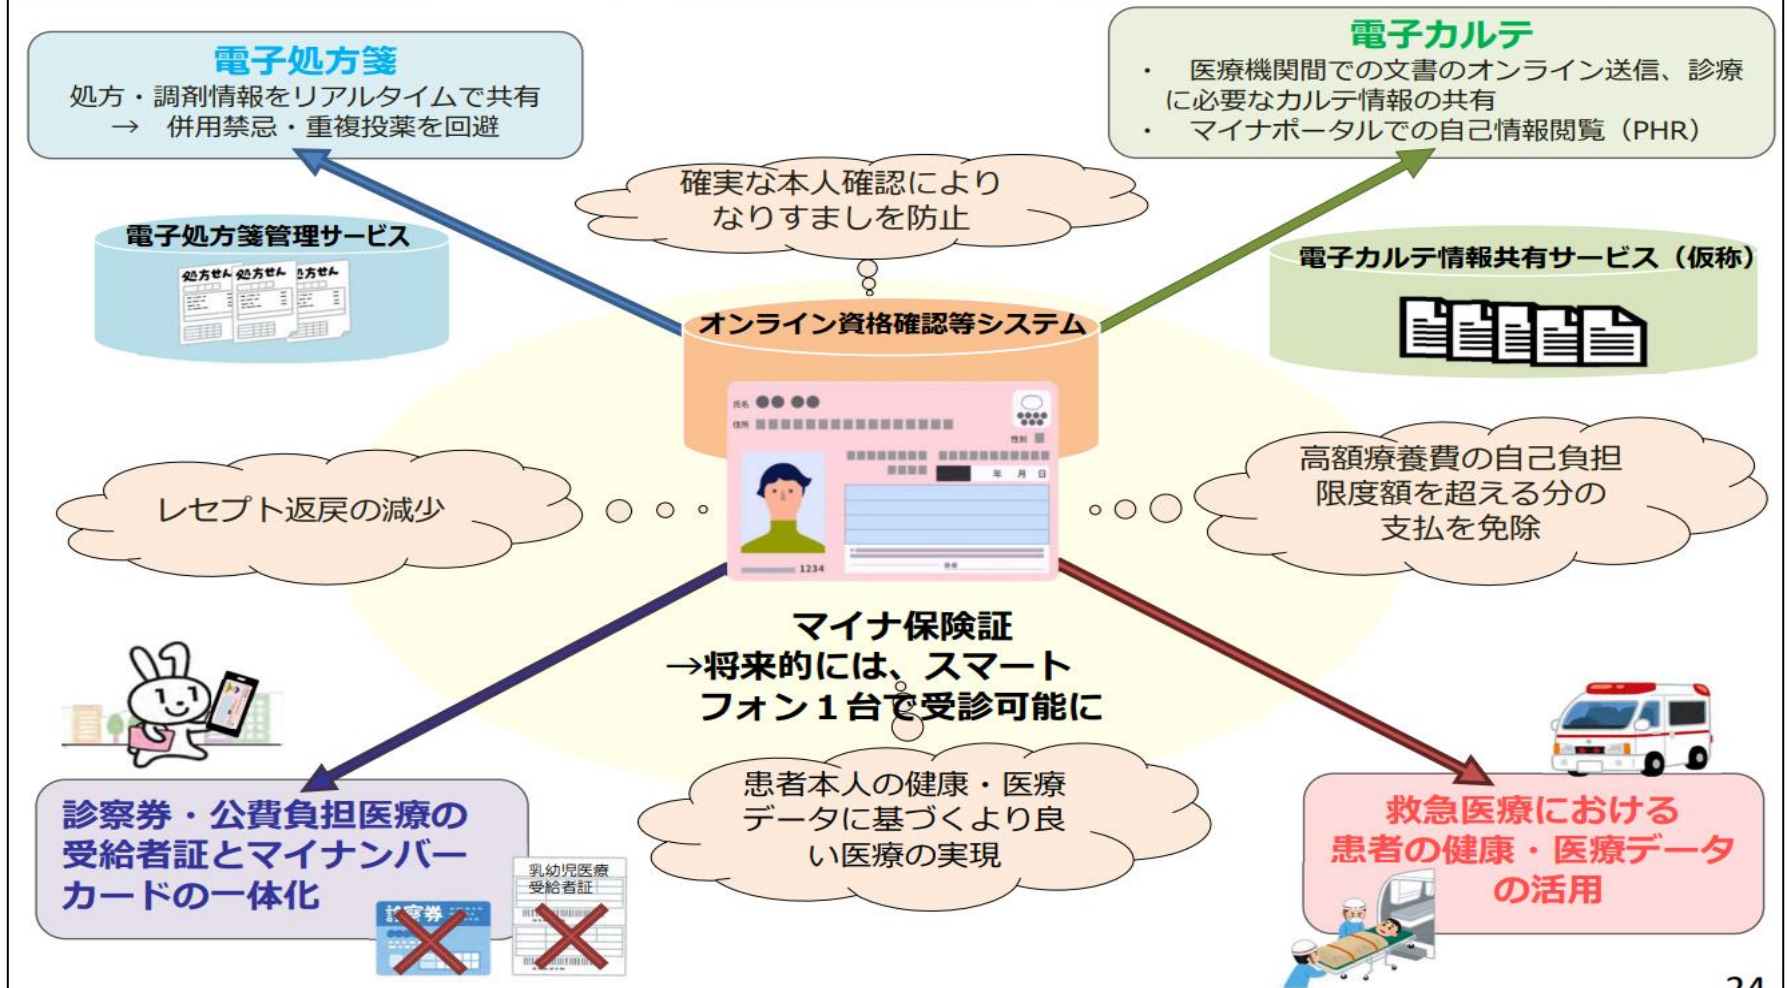 電子処方箋
処方・調剤情報をリアルタイムで共有
→　併用禁忌・重複投薬を回避
電子カルテ
・　医療機関間での文書のオンライン送信、診療
に必要なカルテ情報の共有
・　マイナポータルでの自己情報閲覧（PHR）
確実な本人確認により
なりすましを防止
電子処方箋管理サービス
処方せん
処方せん
処方せん
電子カルテ情報共有サービス（仮称）
オンライン資格確認等システム
氏名
住所
性別
年　月　日
1234
レセプト返戻の減少
高額療養費の自己負担
限度額を超える分の
支払を免除
マイナ保険証
→将来的には、スマート
フォン１台で受診可能に
患者本人の健康・医療
データに基づくより良
い医療の実現
診察券・公費負担医療の
受給者証とマイナンバー
カードの一体化
診察券
乳幼児医療
受給者証
救急医療における
患者の健康・医療データ
の活用